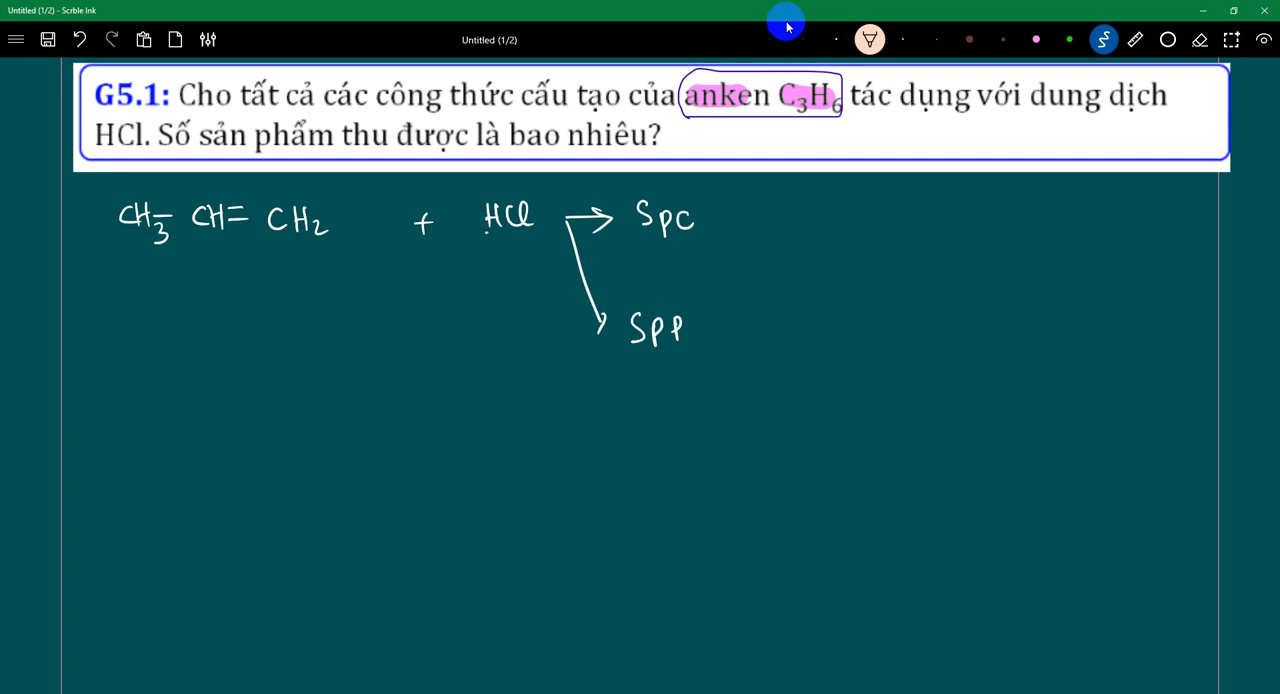 Untitled (1/2) - Scrble Ink
Untitled (1/2)
G5.1: Cho tất cả các công thức cấu tạo của anken C₃H₆ tác dụng với dung dịch
HCl. Số sản phẩm thu được là bao nhiêu?
CH₃- CH= CH₂ + HCl → SPC
SPP